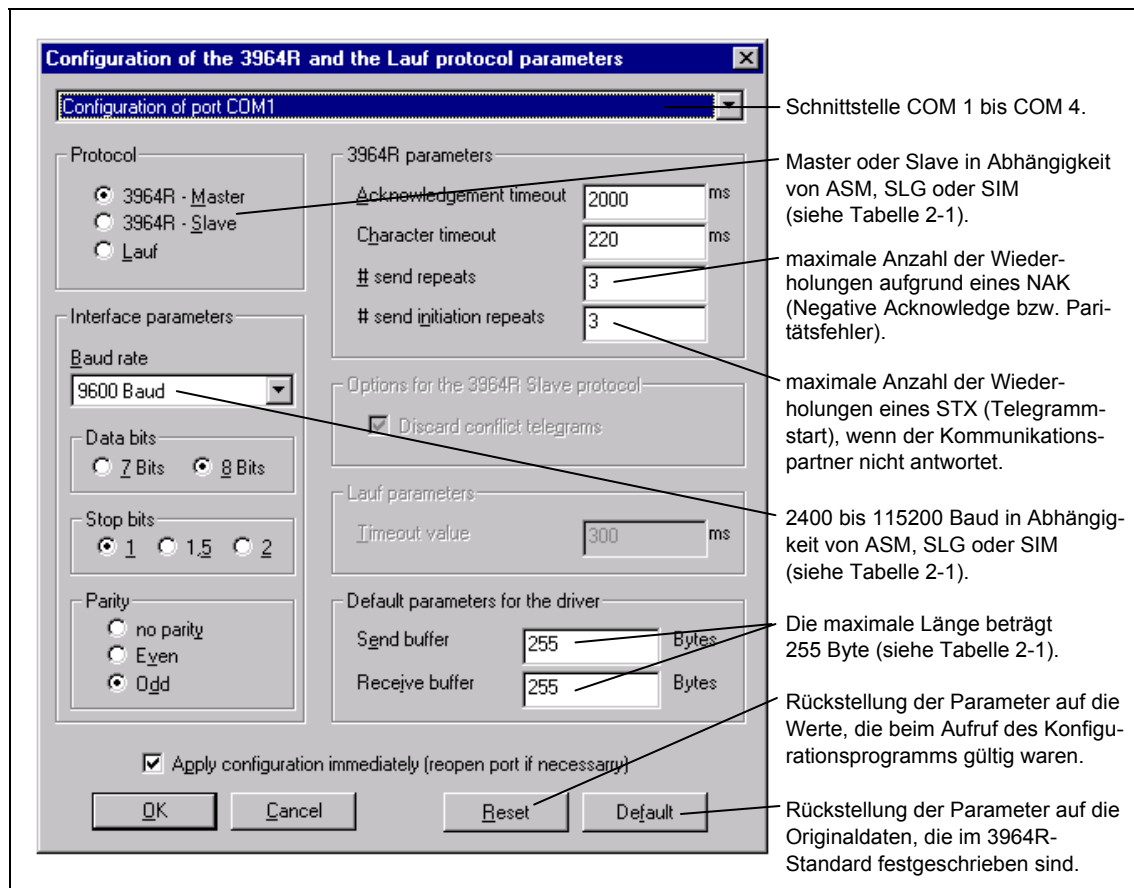 Configuration of the 3964R and the Lauf protocol parameters
Configuration of port COM1
Protocol
3964R - Master
3964R - Slave
Lauf
Interface parameters
Baud rate
9600 Baud
Data bits
7 Bits 8 Bits
Stop bits
1 1,5 2
Parity
no parity
Even
Odd
3964R parameters
Acknowledgement timeout 2000 ms
Character timeout 220 ms
# send repeats 3
# send initiation repeats 3
Options for the 3964R Slave protocol
Discard conflict telegrams
Lauf parameters
Timeout value 300 ms
Default parameters for the driver
Send buffer 255 Bytes
Receive buffer 255 Bytes
Apply configuration immediately (reopen port if necessarry)
OK Cancel Reset Default
Schnittstelle COM 1 bis COM 4.
Master oder Slave in Abhängigkeit
von ASM, SLG oder SIM
(siehe Tabelle 2-1).
maximale Anzahl der Wieder-
holungen aufgrund eines NAK
(Negative Acknowledge bzw. Pari-
tätsfehler).
maximale Anzahl der Wieder-
holungen eines STX (Telegramm-
start), wenn der Kommunikations-
partner nicht antwortet.
2400 bis 115200 Baud in Abhängig-
keit von ASM, SLG oder SIM
(siehe Tabelle 2-1).
Die maximale Länge beträgt
255 Byte (siehe Tabelle 2-1).
Rückstellung der Parameter auf die
Werte, die beim Aufruf des Konfigu-
rationsprogramms gültig waren.
Rückstellung der Parameter auf die
Originaldaten, die im 3964R-
Standard festgeschrieben sind.